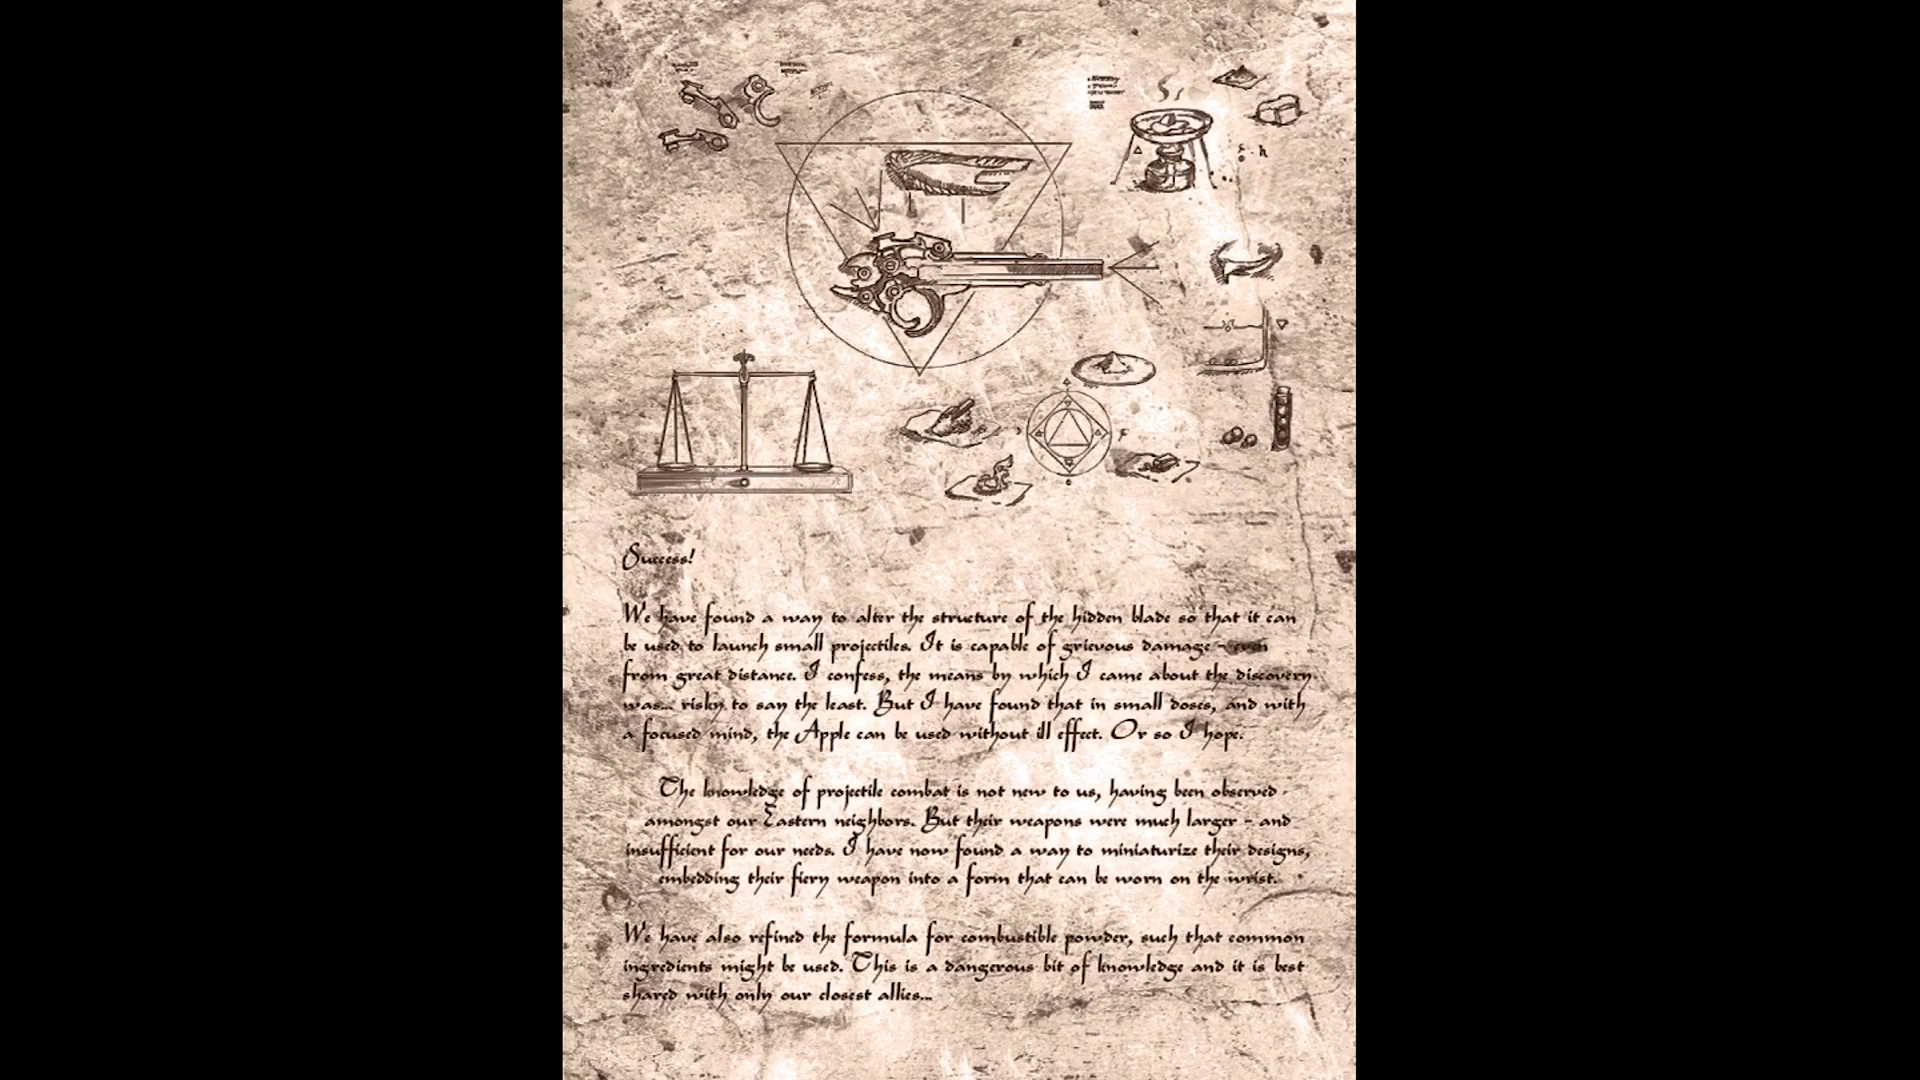 Success!
We have found a way to alter the structure of the hidden blade so that it can
be used to launch small projectiles. It is capable of grievous damage - even
from great distance. I confess, the means by which I came about the discovery
was... risky to say the least. But I have found that in small doses, and with
a focused mind, the Apple can be used without ill effect. Or so I hope.
The knowledge of projectile combat is not new to us, having been observed
amongst our Eastern neighbors. But their weapons were much larger - and
insufficient for our needs. I have now found a way to miniaturize their designs,
embedding their fiery weapon into a form that can be worn on the wrist.
We have also refined the formula for combustible powder, such that common
ingredients might be used. This is a dangerous bit of knowledge and it is best
shared with only our closest allies...